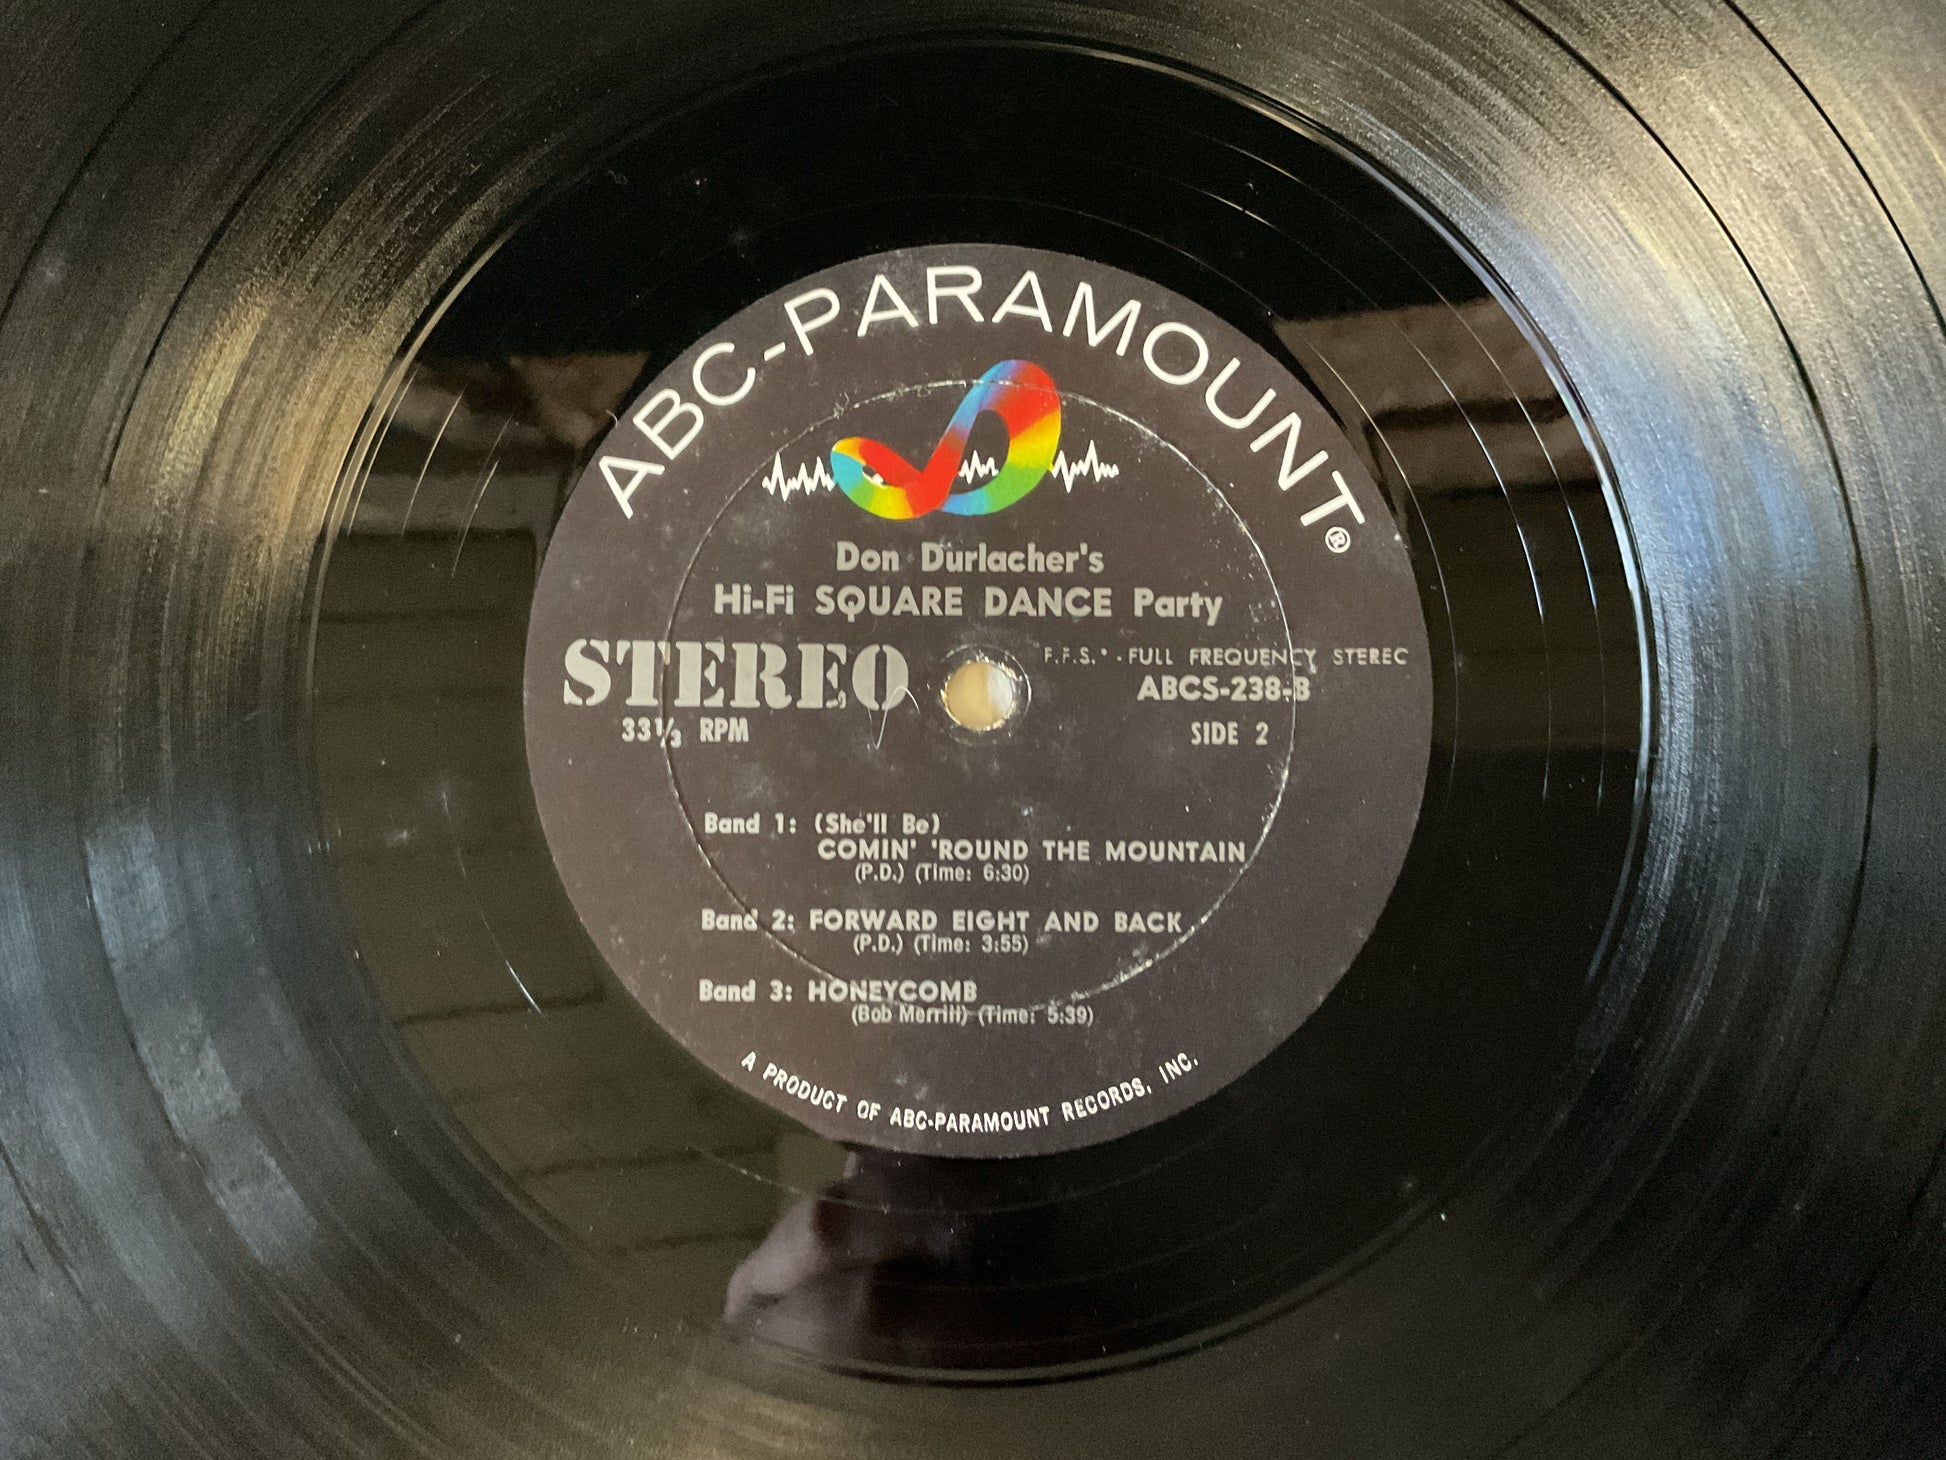 ABC-PARAMOUNT®
Don Durlacher's
Hi-Fi SQUARE DANCE Party
STEREO
F.F.S.* - FULL FREQUENCY STEREC
33⅓ RPM
ABCS-238-B
SIDE 2
Band 1: (She'll Be)
COMIN' 'ROUND THE MOUNTAIN
(P.D.) (Time: 6:30)
Band 2: FORWARD EIGHT AND BACK
(P.D.) (Time: 3:55)
Band 3: HONEYCOMB
(Bob Merrill) (Time: 5:39)
A PRODUCT OF ABC-PARAMOUNT RECORDS, INC.